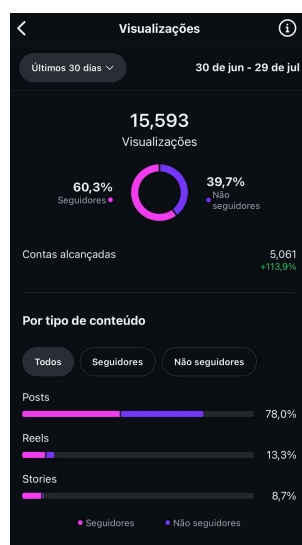 Visualizações
Últimos 30 dias
30 de jun - 29 de jul
15,593
Visualizações
60,3%
Seguidores
39,7%
Não
seguidores
Contas alcançadas
5,061
+113,9%
Por tipo de conteúdo
Todos
Seguidores
Não seguidores
Posts
78,0%
Reels
13,3%
Stories
8,7%
Seguidores
Não seguidores